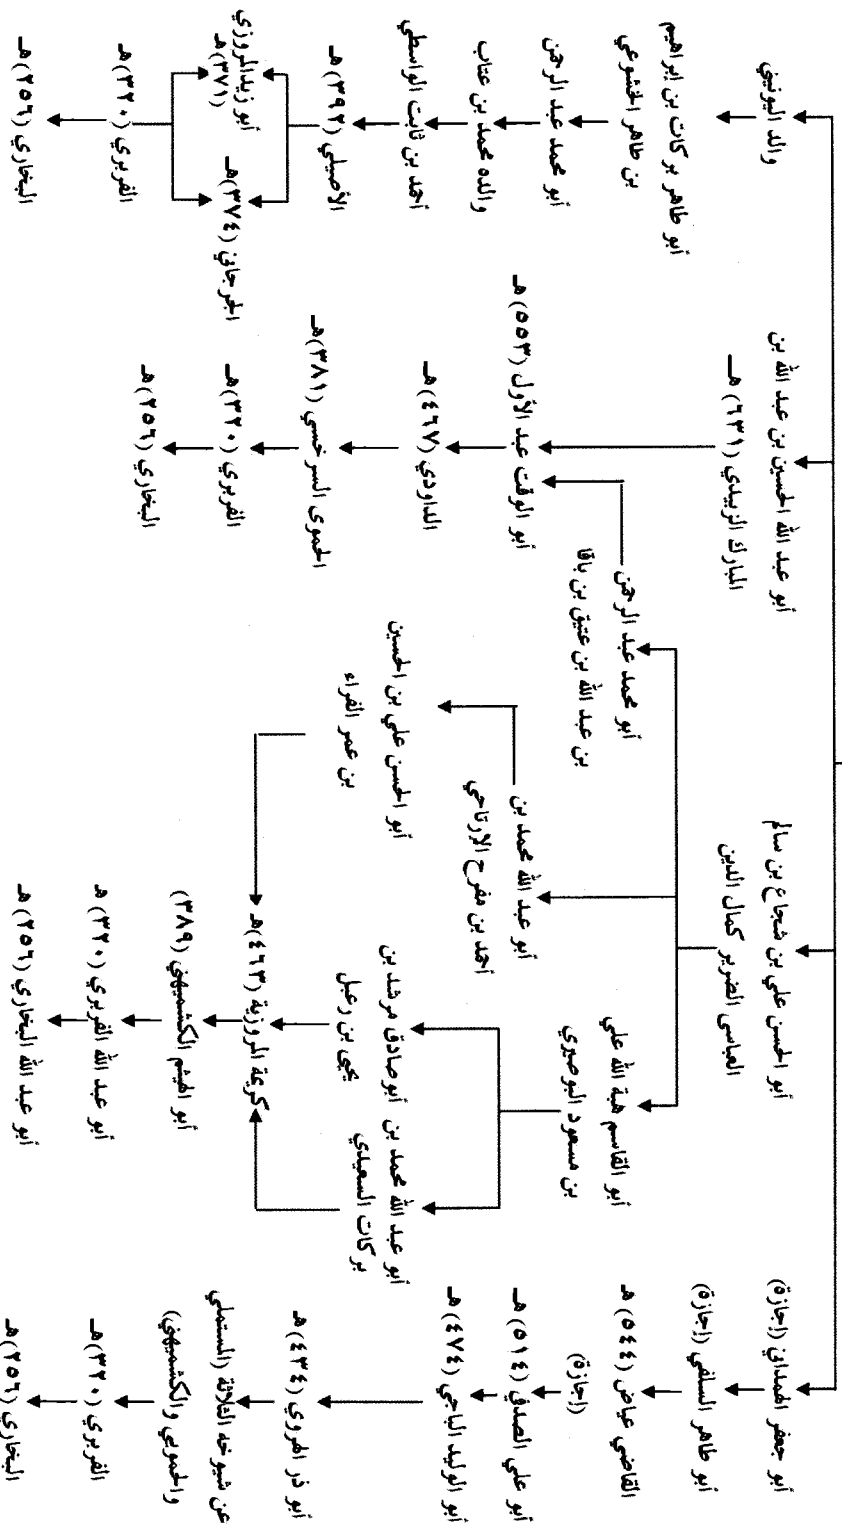 والد اليونيني
أبو طاهر بركات بن إبراهيم
بن طاهر الخشوعي
أبو محمد عبد الرحمن
والده محمد بن عتاب
أحمد بن ثابت الواسطي
الأصيلي (٣٩٢) هـ
أبو زيد المروزي
(٣٧١) هـ
الجرجاني (٣٧٤) هـ
الفربري (٣٢٠) هـ
البخاري (٢٥٦) هـ
أبو عبد الله الحسين بن عبد الله بن
المبارك الزبيدي (٦٣١) هـ
أبو الوقت عبد الأول (٥٥٣) هـ
الداودي (٤٦٧) هـ
الحموى السرخسي (٣٨١) هـ
الفربري (٣٢٠) هـ
البخاري (٢٥٦) هـ
أبو الحسن علي بن شجاع بن سالم
العباسى الضرير كمال الدين
أبو محمد عبد الرحمن
بن عبد الله بن عتيق بن باقا
أبو عبد الله محمد بن
أحمد بن مفرح الإرتاحي
أبو الحسن علي بن الحسين
بن عمر الفراء
أبو القاسم هبة الله علي
بن مسعود البوصيري
أبوصادق مرشد بن
يحيى بن رعبل
أبو عبد الله محمد بن
بركات السعيدي
كريمة المروزية (٤٦٣) هـ
أبو الهيثم الكشميهني (٣٨٩)
أبو عبد الله الفربري (٣٢٠) هـ
أبو عبد الله البخاري (٢٥٦) هـ
أبو جعفر الهمداني (إجازة)
أبو طاهر السلفي (إجازة)
القاضي عياض (٥٤٤) هـ
(إجازة)
أبو علي الصدفي (٥١٤) هـ
أبو الوليد الباجي (٤٧٤) هـ
أبو ذر الهروي (٤٣٤) هـ
عن شيوخه الثلاثة (المستملي
والحمويي والكشميهني)
الفربري (٣٢٠) هـ
البخاري (٢٥٦) هـ